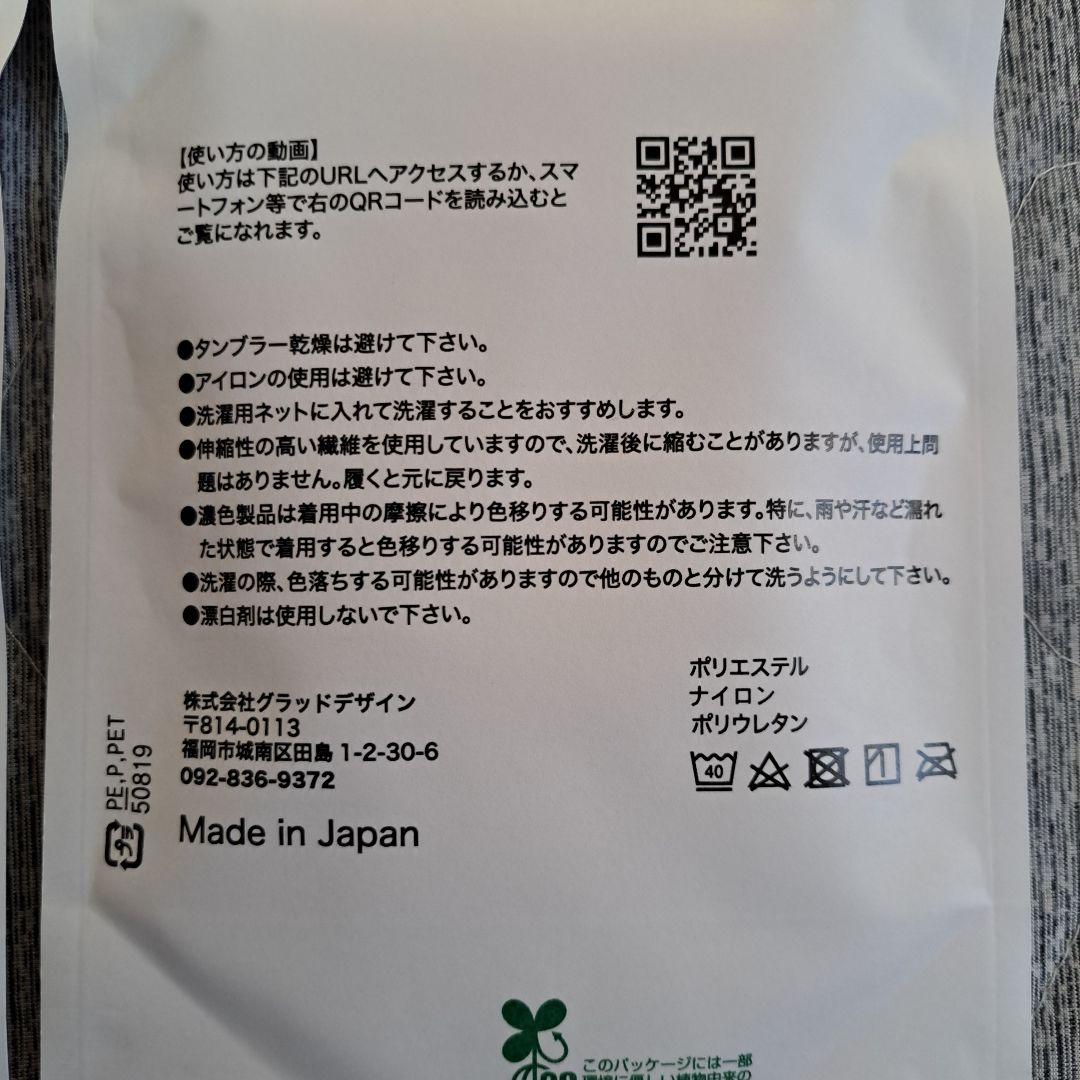 【使い方の動画】
使い方は下記のURLへアクセスするか、スマ
ートフォン等で右のQRコードを読み込むと
ご覧になれます。
●タンブラー乾燥は避けて下さい。
●アイロンの使用は避けて下さい。
●洗濯用ネットに入れて洗濯することをおすすめします。
●伸縮性の高い繊維を使用していますので、洗濯後に縮むことがありますが、使用上問
題はありません。履くと元に戻ります。
●濃色製品は着用中の摩擦により色移りする可能性があります。特に、雨や汗など濡れ
た状態で着用すると色移りする可能性がありますのでご注意下さい。
●洗濯の際、色落ちする可能性がありますので他のものと分けて洗うようにして下さい。
●漂白剤は使用しないで下さい。
株式会社グラッドデザイン
〒814-0113
福岡市城南区田島 1-2-30-6
092-836-9372
Made in Japan
ポリエステル
ナイロン
ポリウレタン
40
プラ
PE,P,PET
50819
このパッケージには一部
環境に優しい植物由来の